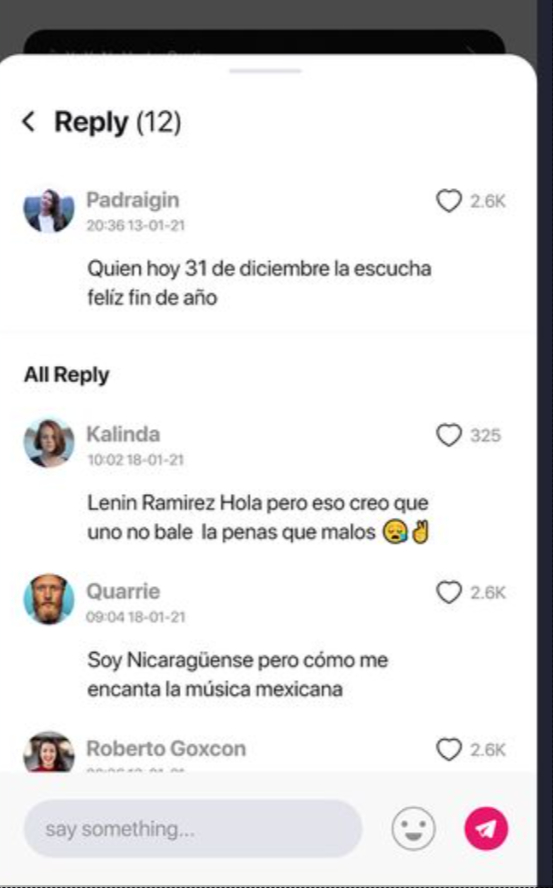 Reply (12)
Padraigin
2.6K
20:36 13-01-21
Quien hoy 31 de diciembre la escucha
felíz fin de año
All Reply
Kalinda
325
10:02 18-01-21
Lenin Ramirez Hola pero eso creo que
uno no bale la penas que malos 😪✌
Quarrie
2.6K
09:04 18-01-21
Soy Nicaragüense pero cómo me
encanta la música mexicana
Roberto Goxcon
2.6K
say something...